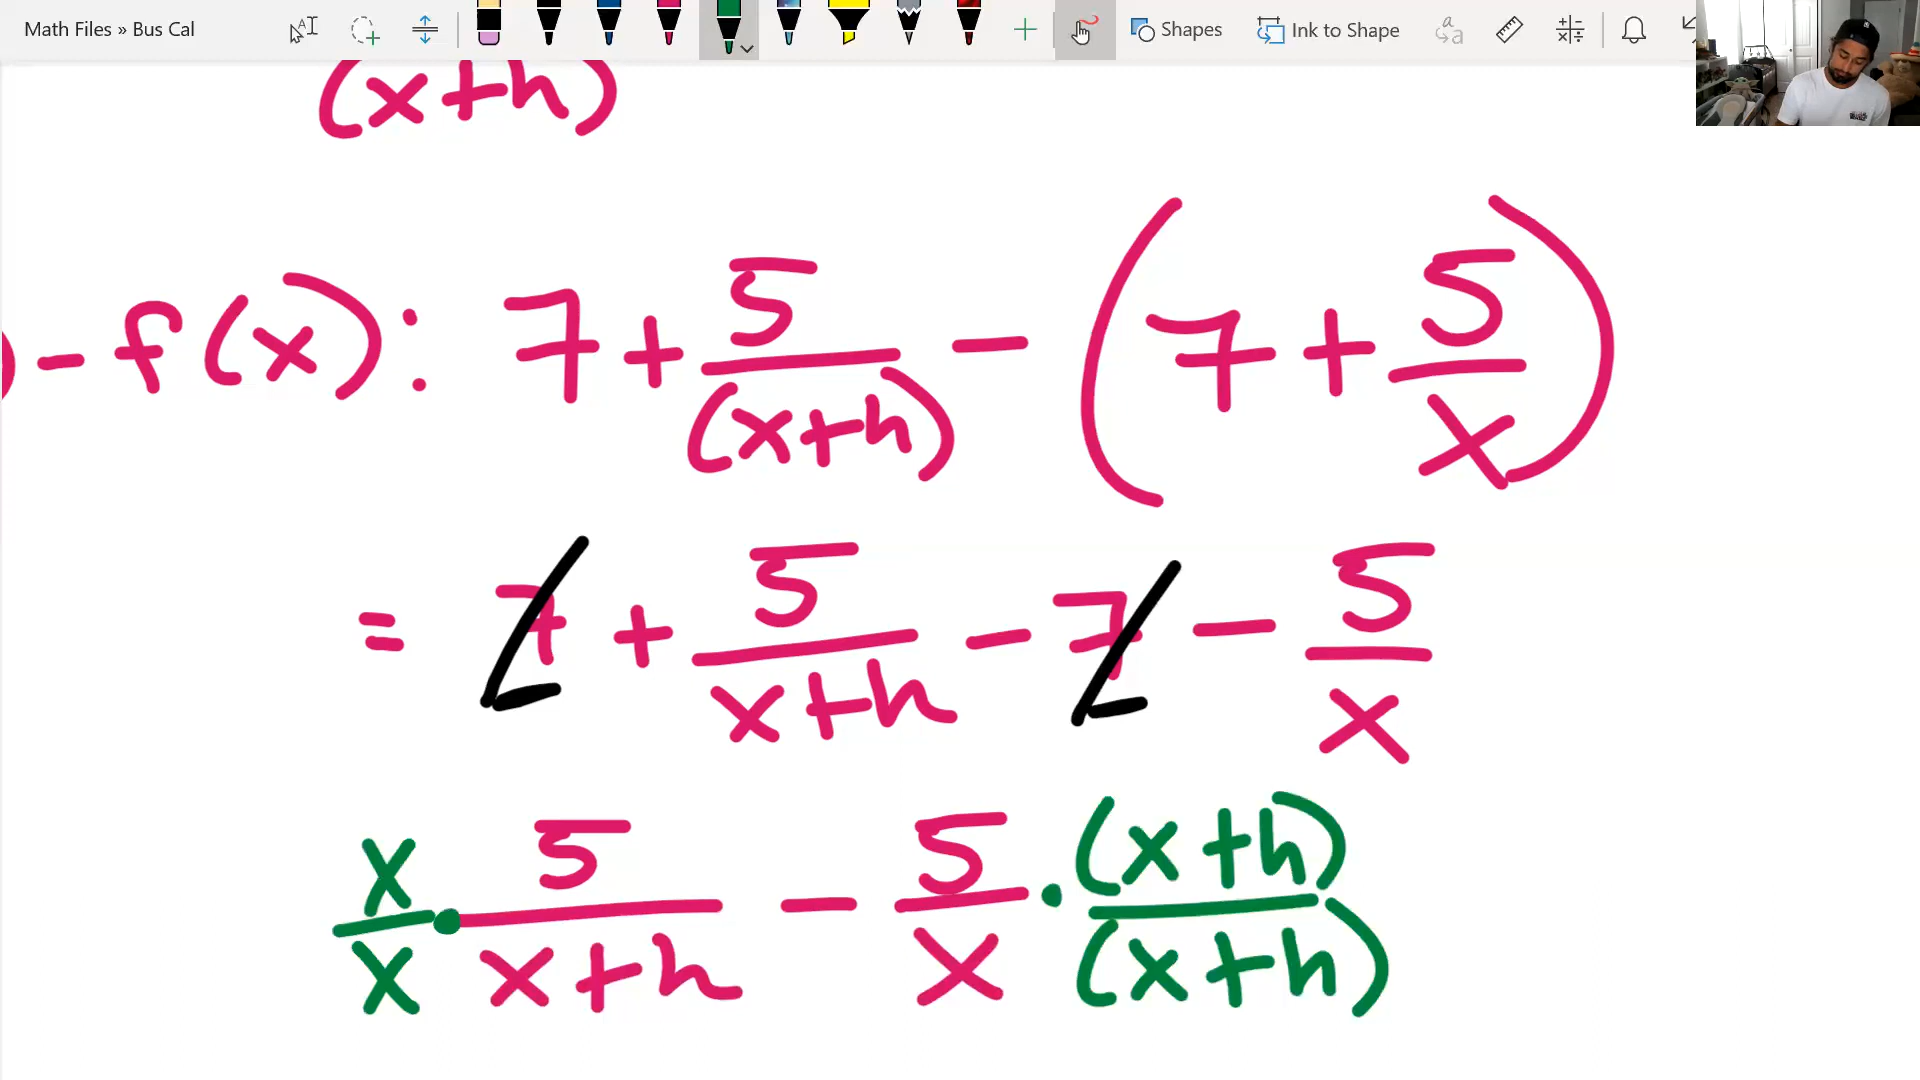 Math Files » Bus Cal
Shapes
Ink to Shape
(x+h)
) - f(x): 7 + 5/(x+h) - (7 + 5/x)
= 7 + 5/x+h - 7 - 5/x
x/x · 5/x+h - 5/x · (x+h)/(x+h)